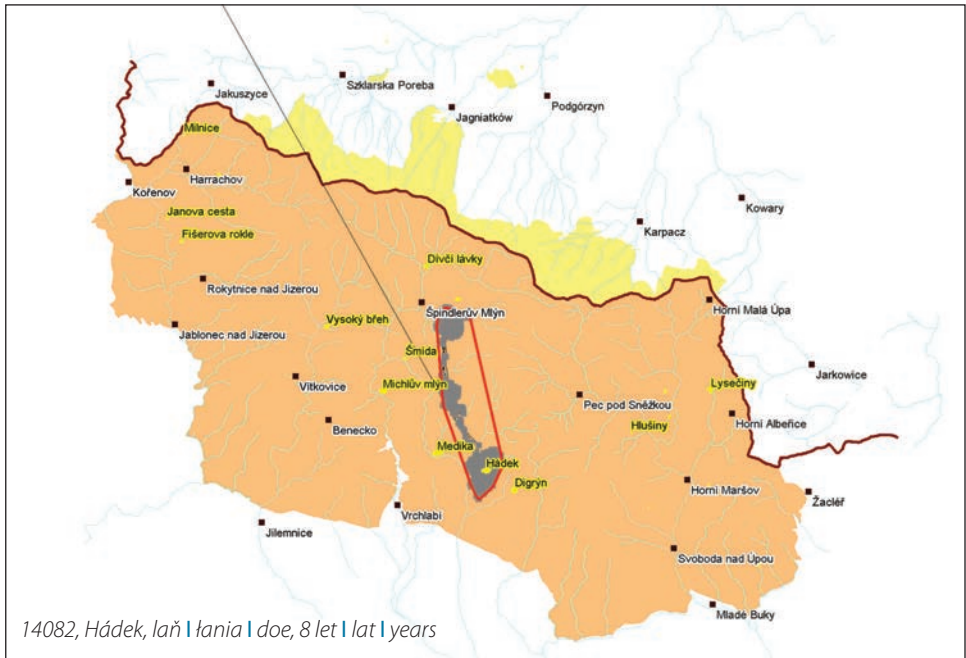 Szklarska Poreba
Jakuszyce
Podgórzyn
Jagniatków
Milnice
Harrachov
Kořenov
Kowary
Janova cesta
Karpacz
Fišerova rokle
Dívčí lávky
Rokytnice nad Jizerou
Horní Malá Úpa
Špindlerův Mlýn
Vysoký břeh
Jablonec nad Jizerou
Šmída
Jarkowice
Vítkovice
Michlův mlýn
Lysečiny
Pec pod Sněžkou
Horní Albeřice
Benecko
Hlušiny
Medika
Hádek
Digrýn
Horní Maršov
Žacléř
Vrchlabí
Jilemnice
Svoboda nad Úpou
Mladé Buky
14082, Hádek, laň l łania l doe, 8 let l lat l years